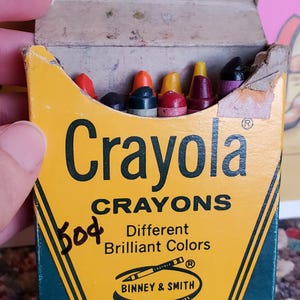 Crayola®
CRAYONS
50¢
Different
Brilliant Colors
®
BINNEY & SMITH